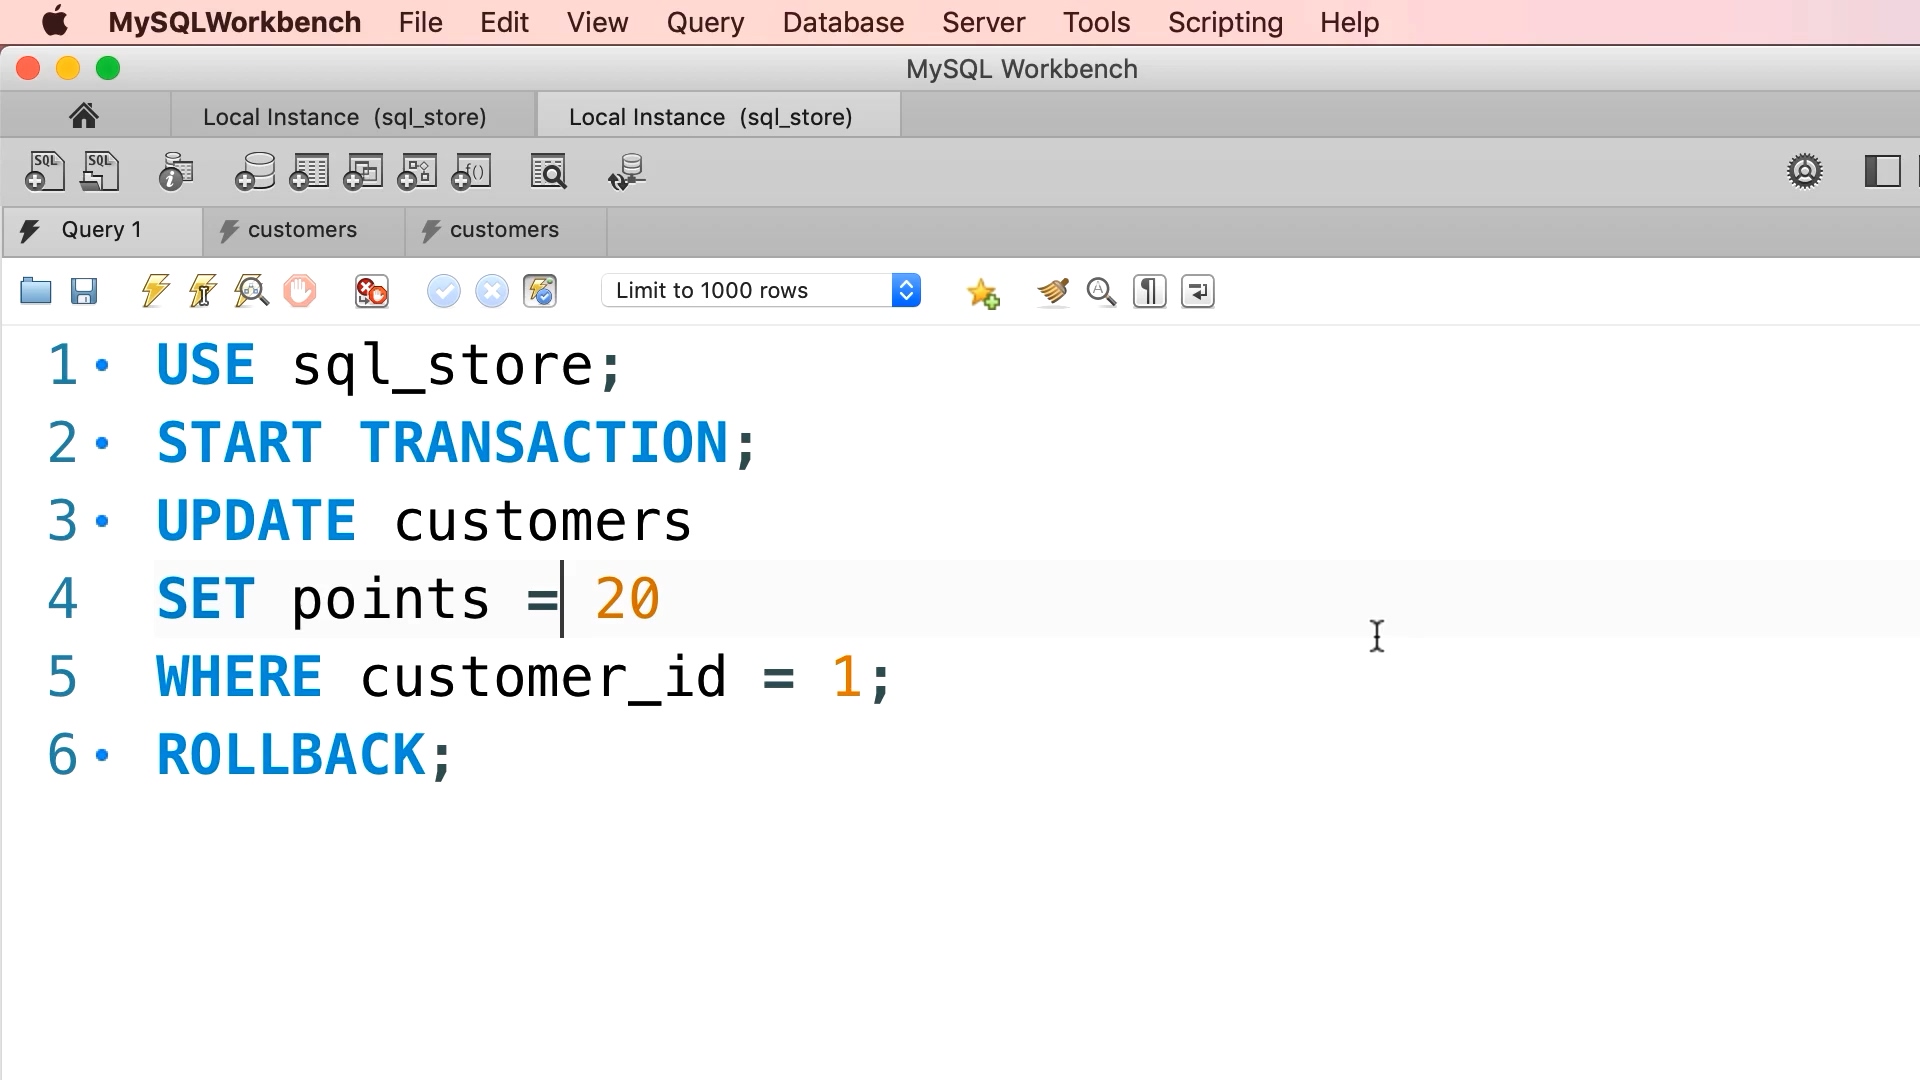 MySQLWorkbench File Edit View Query Database Server Tools Scripting Help
MySQL Workbench
Local Instance (sql_store) Local Instance (sql_store)
SQL SQL
Query 1 customers customers
Limit to 1000 rows
1 USE sql_store;
2 START TRANSACTION;
3 UPDATE customers
4 SET points = 20
5 WHERE customer_id = 1;
6 ROLLBACK;